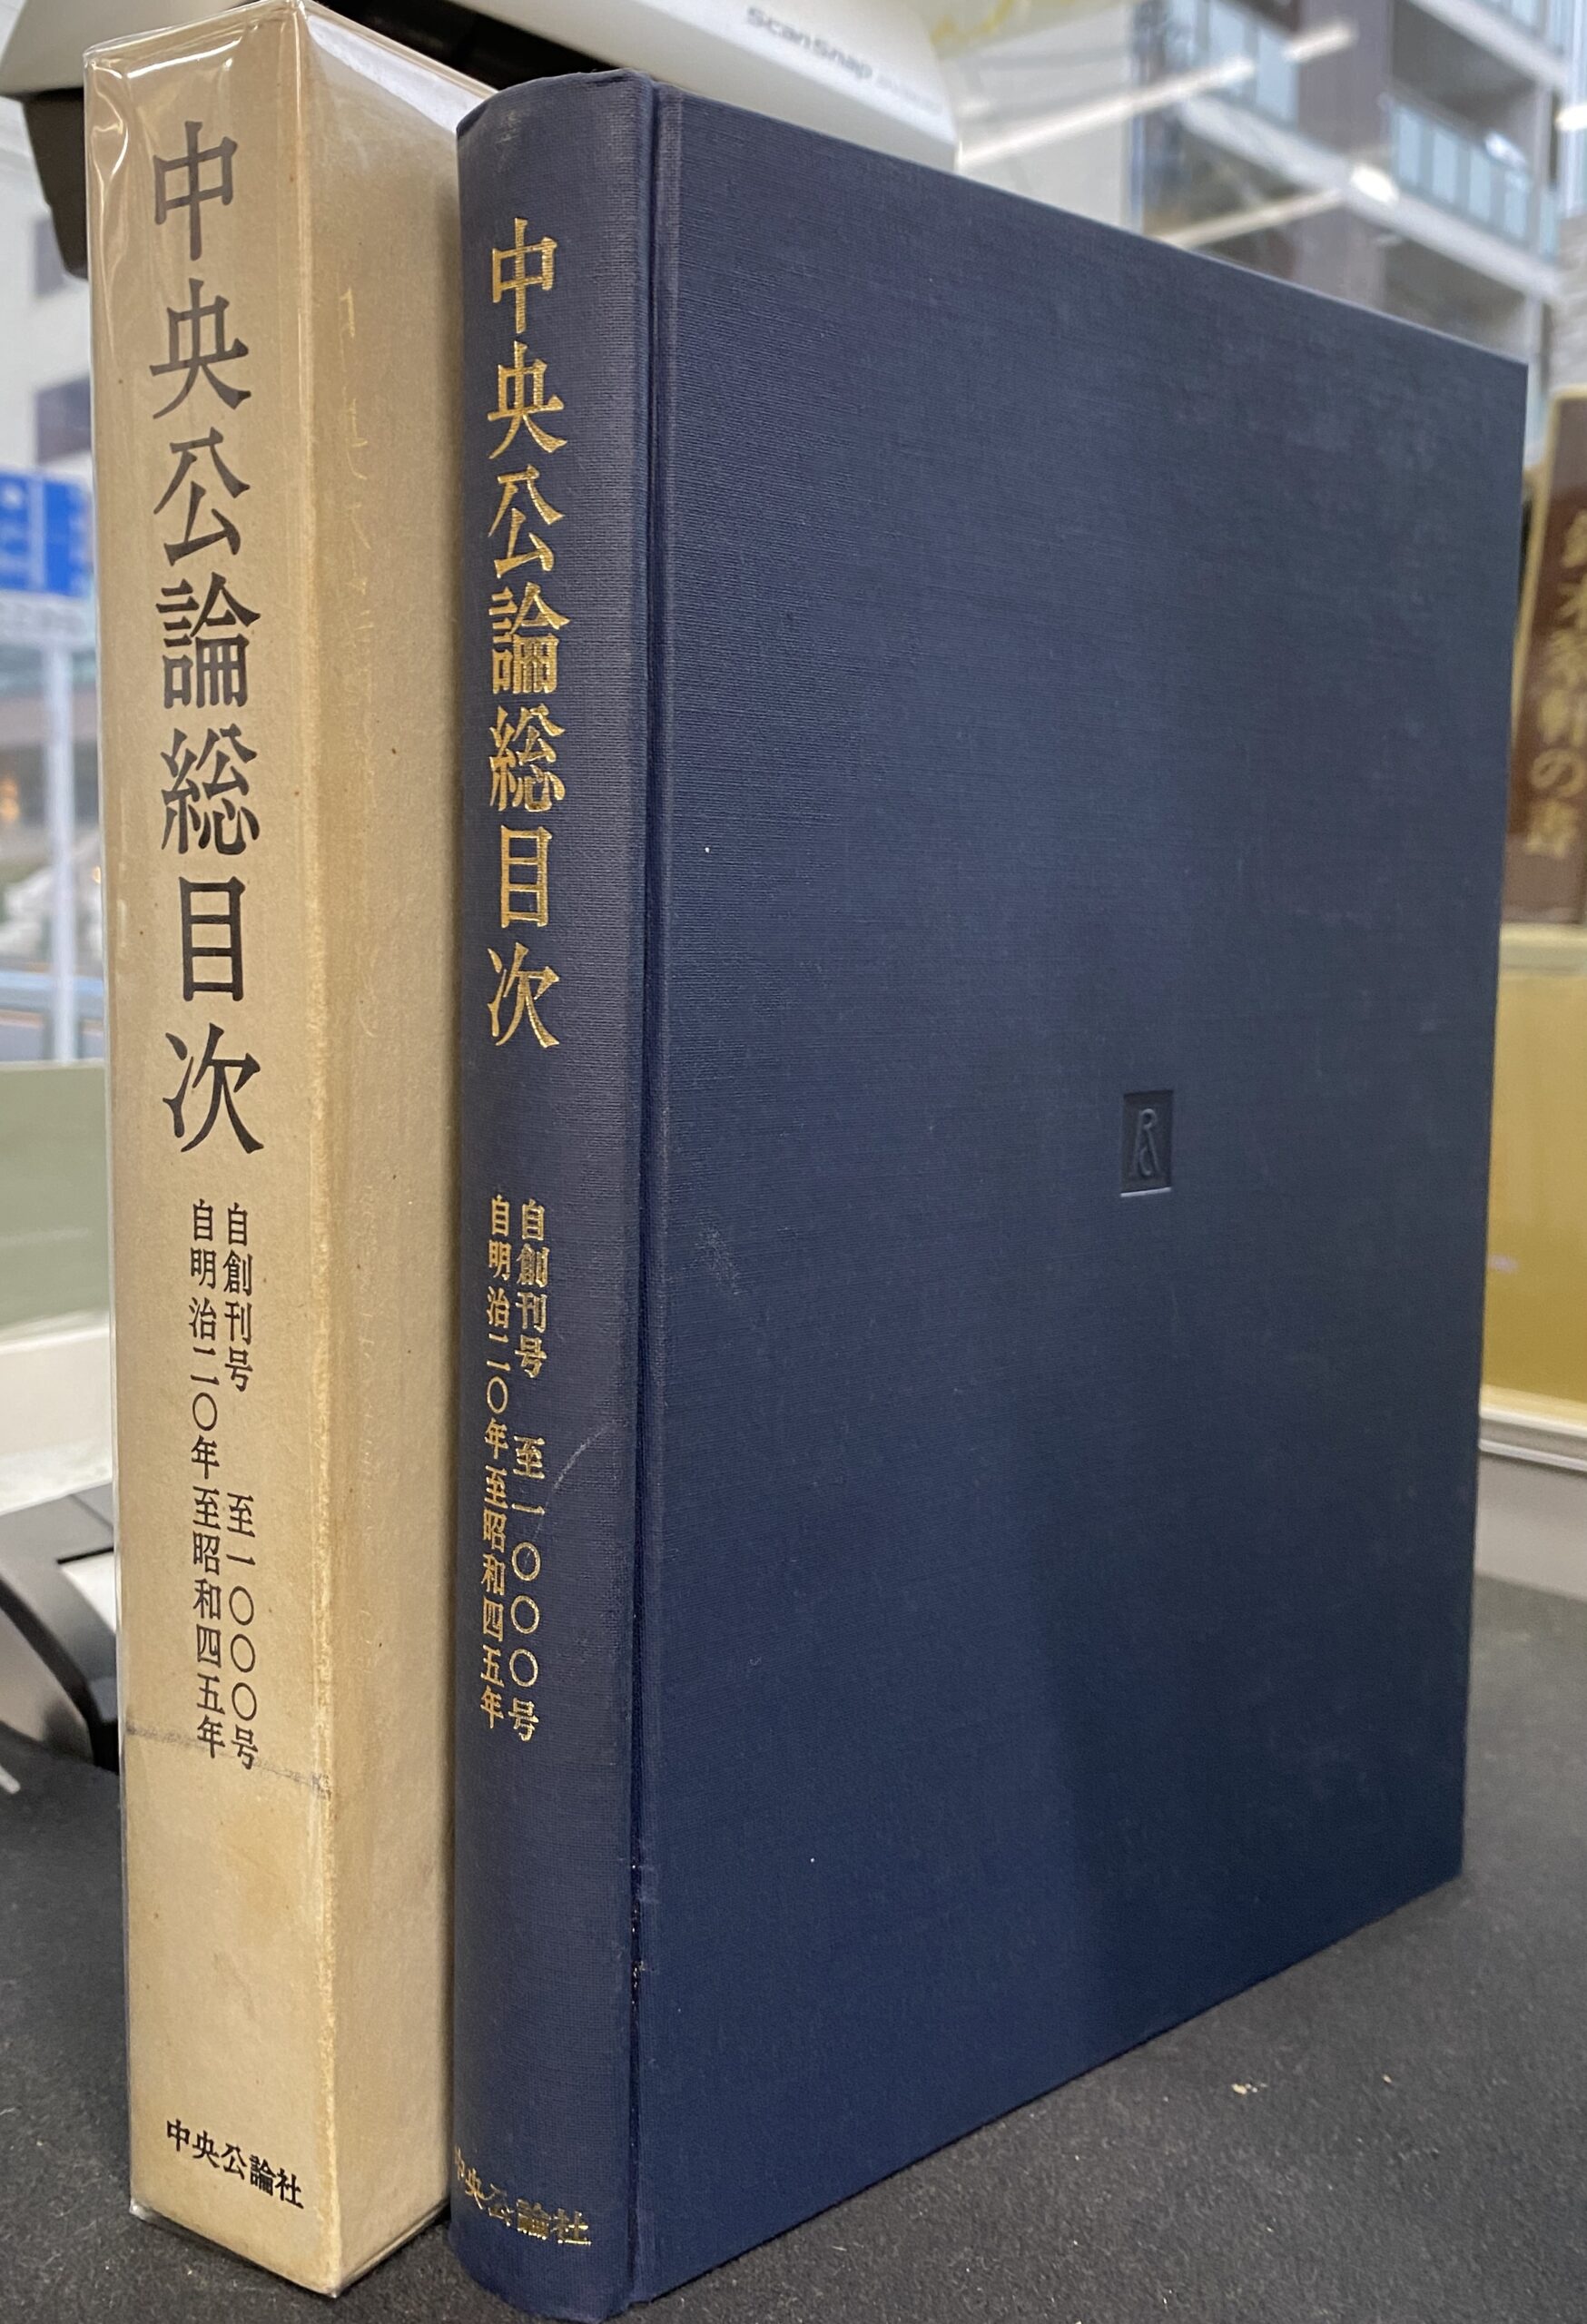 中央公論総目次
自創刊号 至一〇〇〇号
自明治二〇年至昭和四五年
中央公論社
中央公論総目次
自創刊号 至一〇〇〇号
自明治二〇年至昭和四五年
中央公論社
ScanSnap